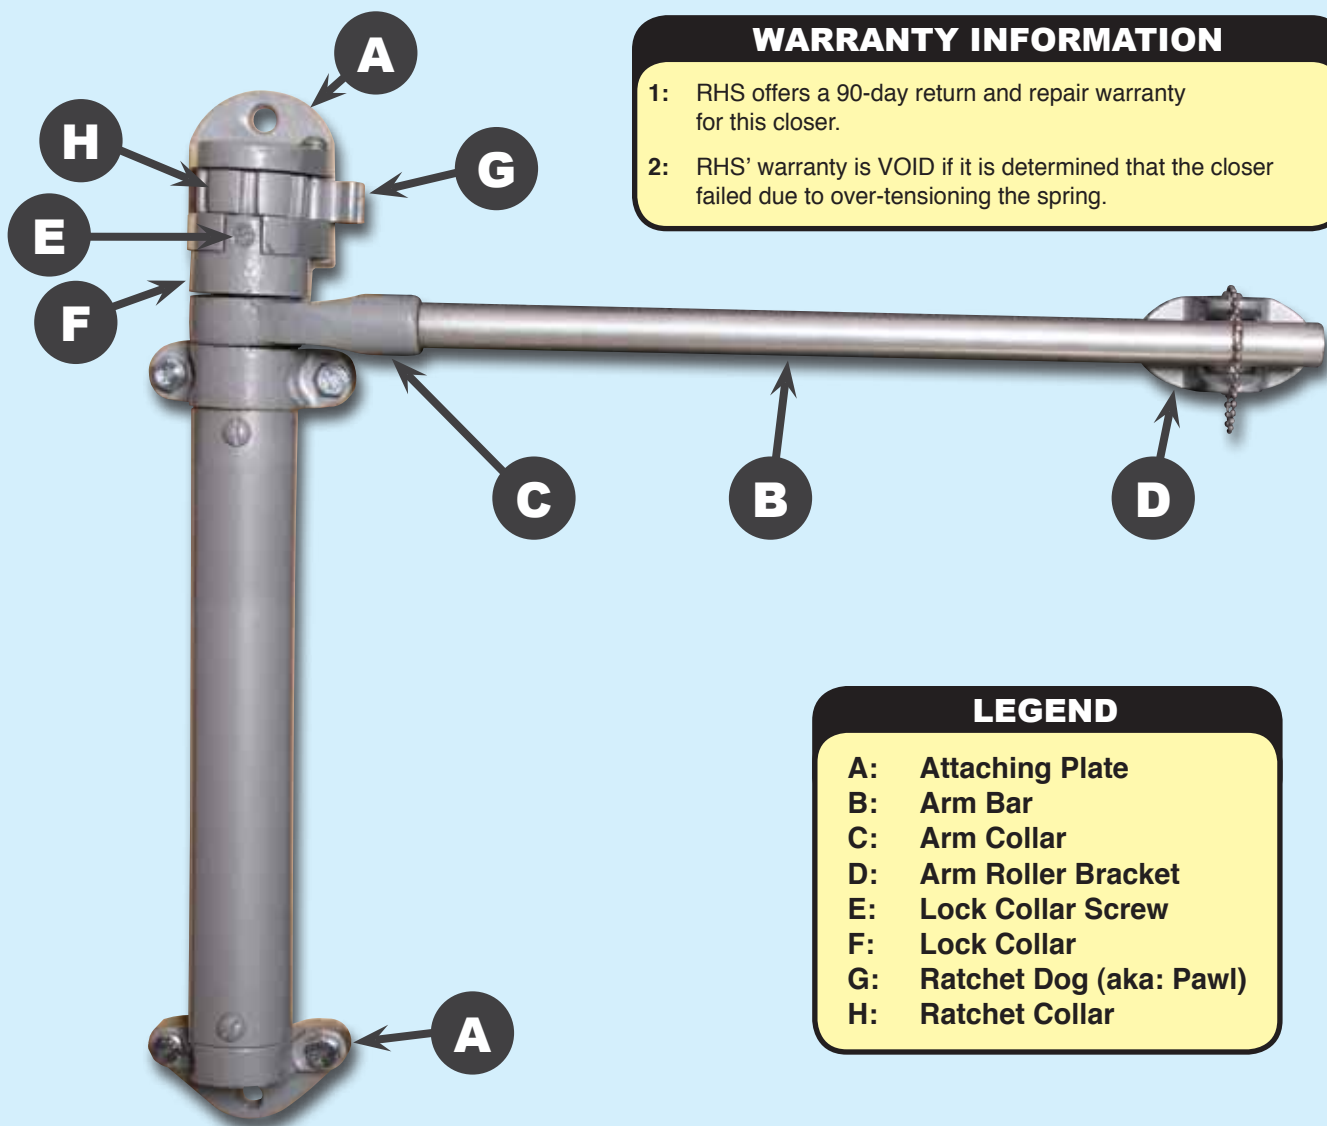 WARRANTY INFORMATION
1: RHS offers a 90-day return and repair warranty
for this closer.
2: RHS' warranty is VOID if it is determined that the closer
failed due to over-tensioning the spring.
A
H
G
E
F
C
B
D
LEGEND
A: Attaching Plate
B: Arm Bar
C: Arm Collar
D: Arm Roller Bracket
E: Lock Collar Screw
F: Lock Collar
G: Ratchet Dog (aka: Pawl)
H: Ratchet Collar
A